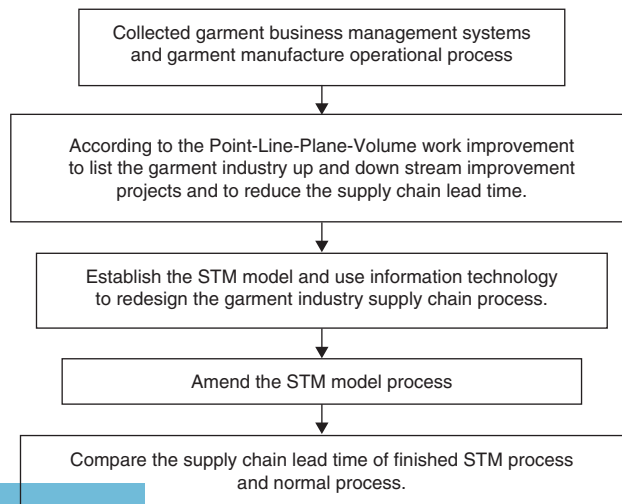 Collected garment business management systems
and garment manufacture operational process
According to the Point-Line-Plane-Volume work improvement
to list the garment industry up and down stream improvement
projects and to reduce the supply chain lead time.
Establish the STM model and use information technology
to redesign the garment industry supply chain process.
Amend the STM model process
Compare the supply chain lead time of finished STM process
and normal process.